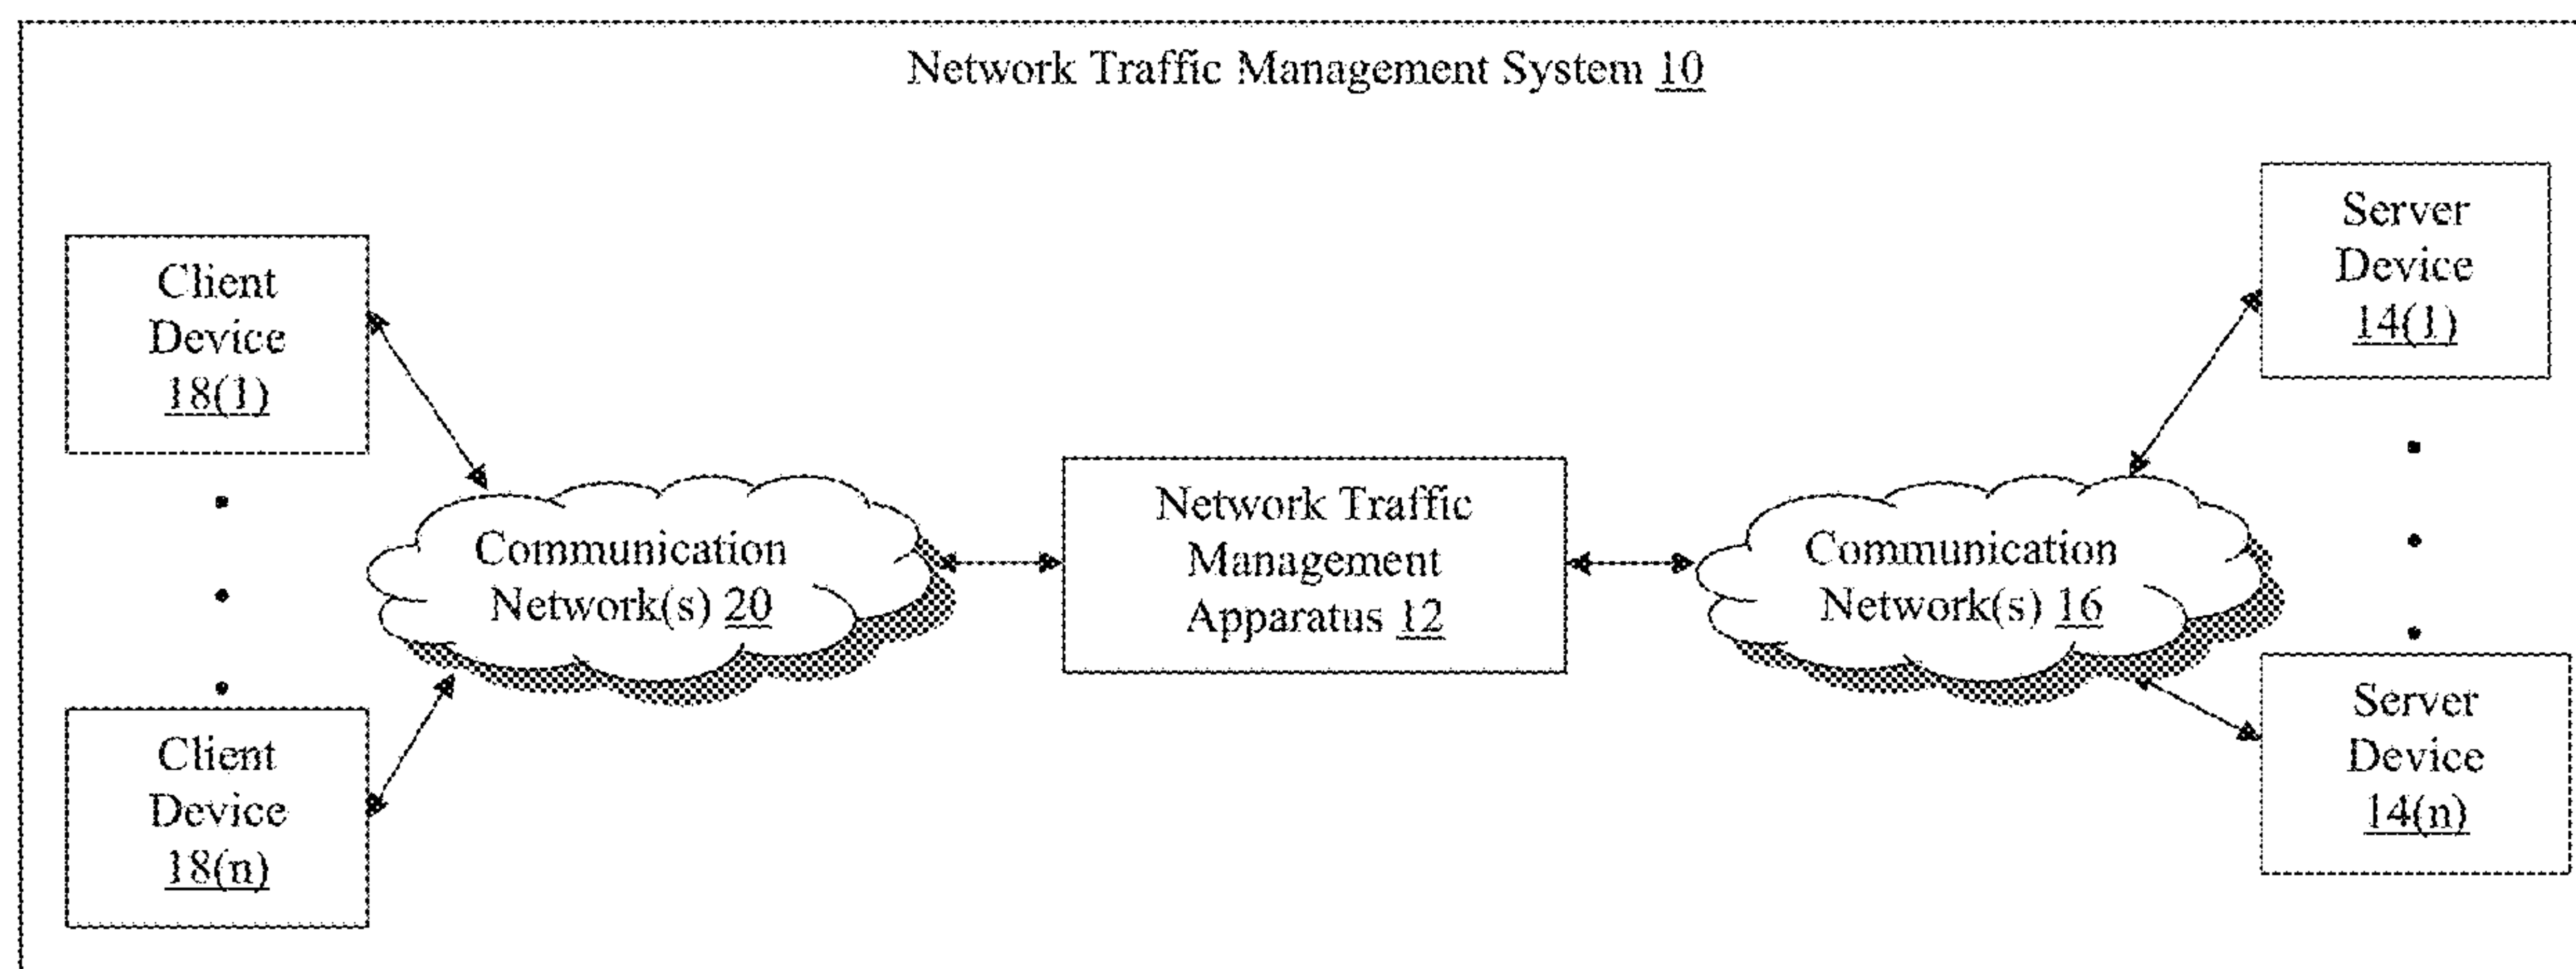 Network Traffic Management System 10
Client
Device
18(1)
Server
Device
14(1)
Communication
Network(s) 20
Network Traffic
Management
Apparatus 12
Communication
Network(s) 16
Client
Device
18(n)
Server
Device
14(n)